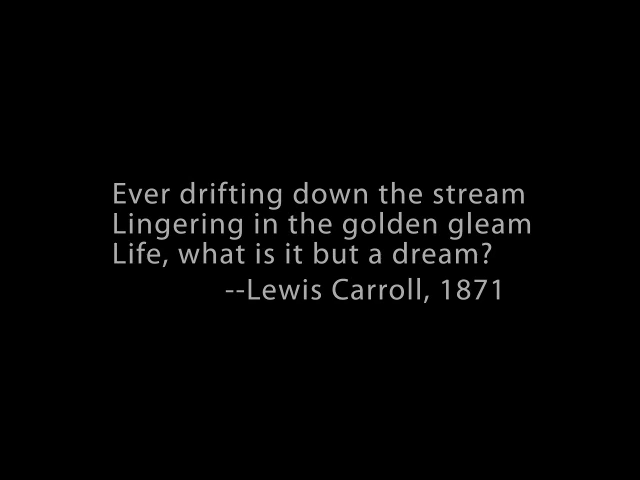 Ever drifting down the stream
Lingering in the golden gleam
Life, what is it but a dream?
--Lewis Carroll, 1871